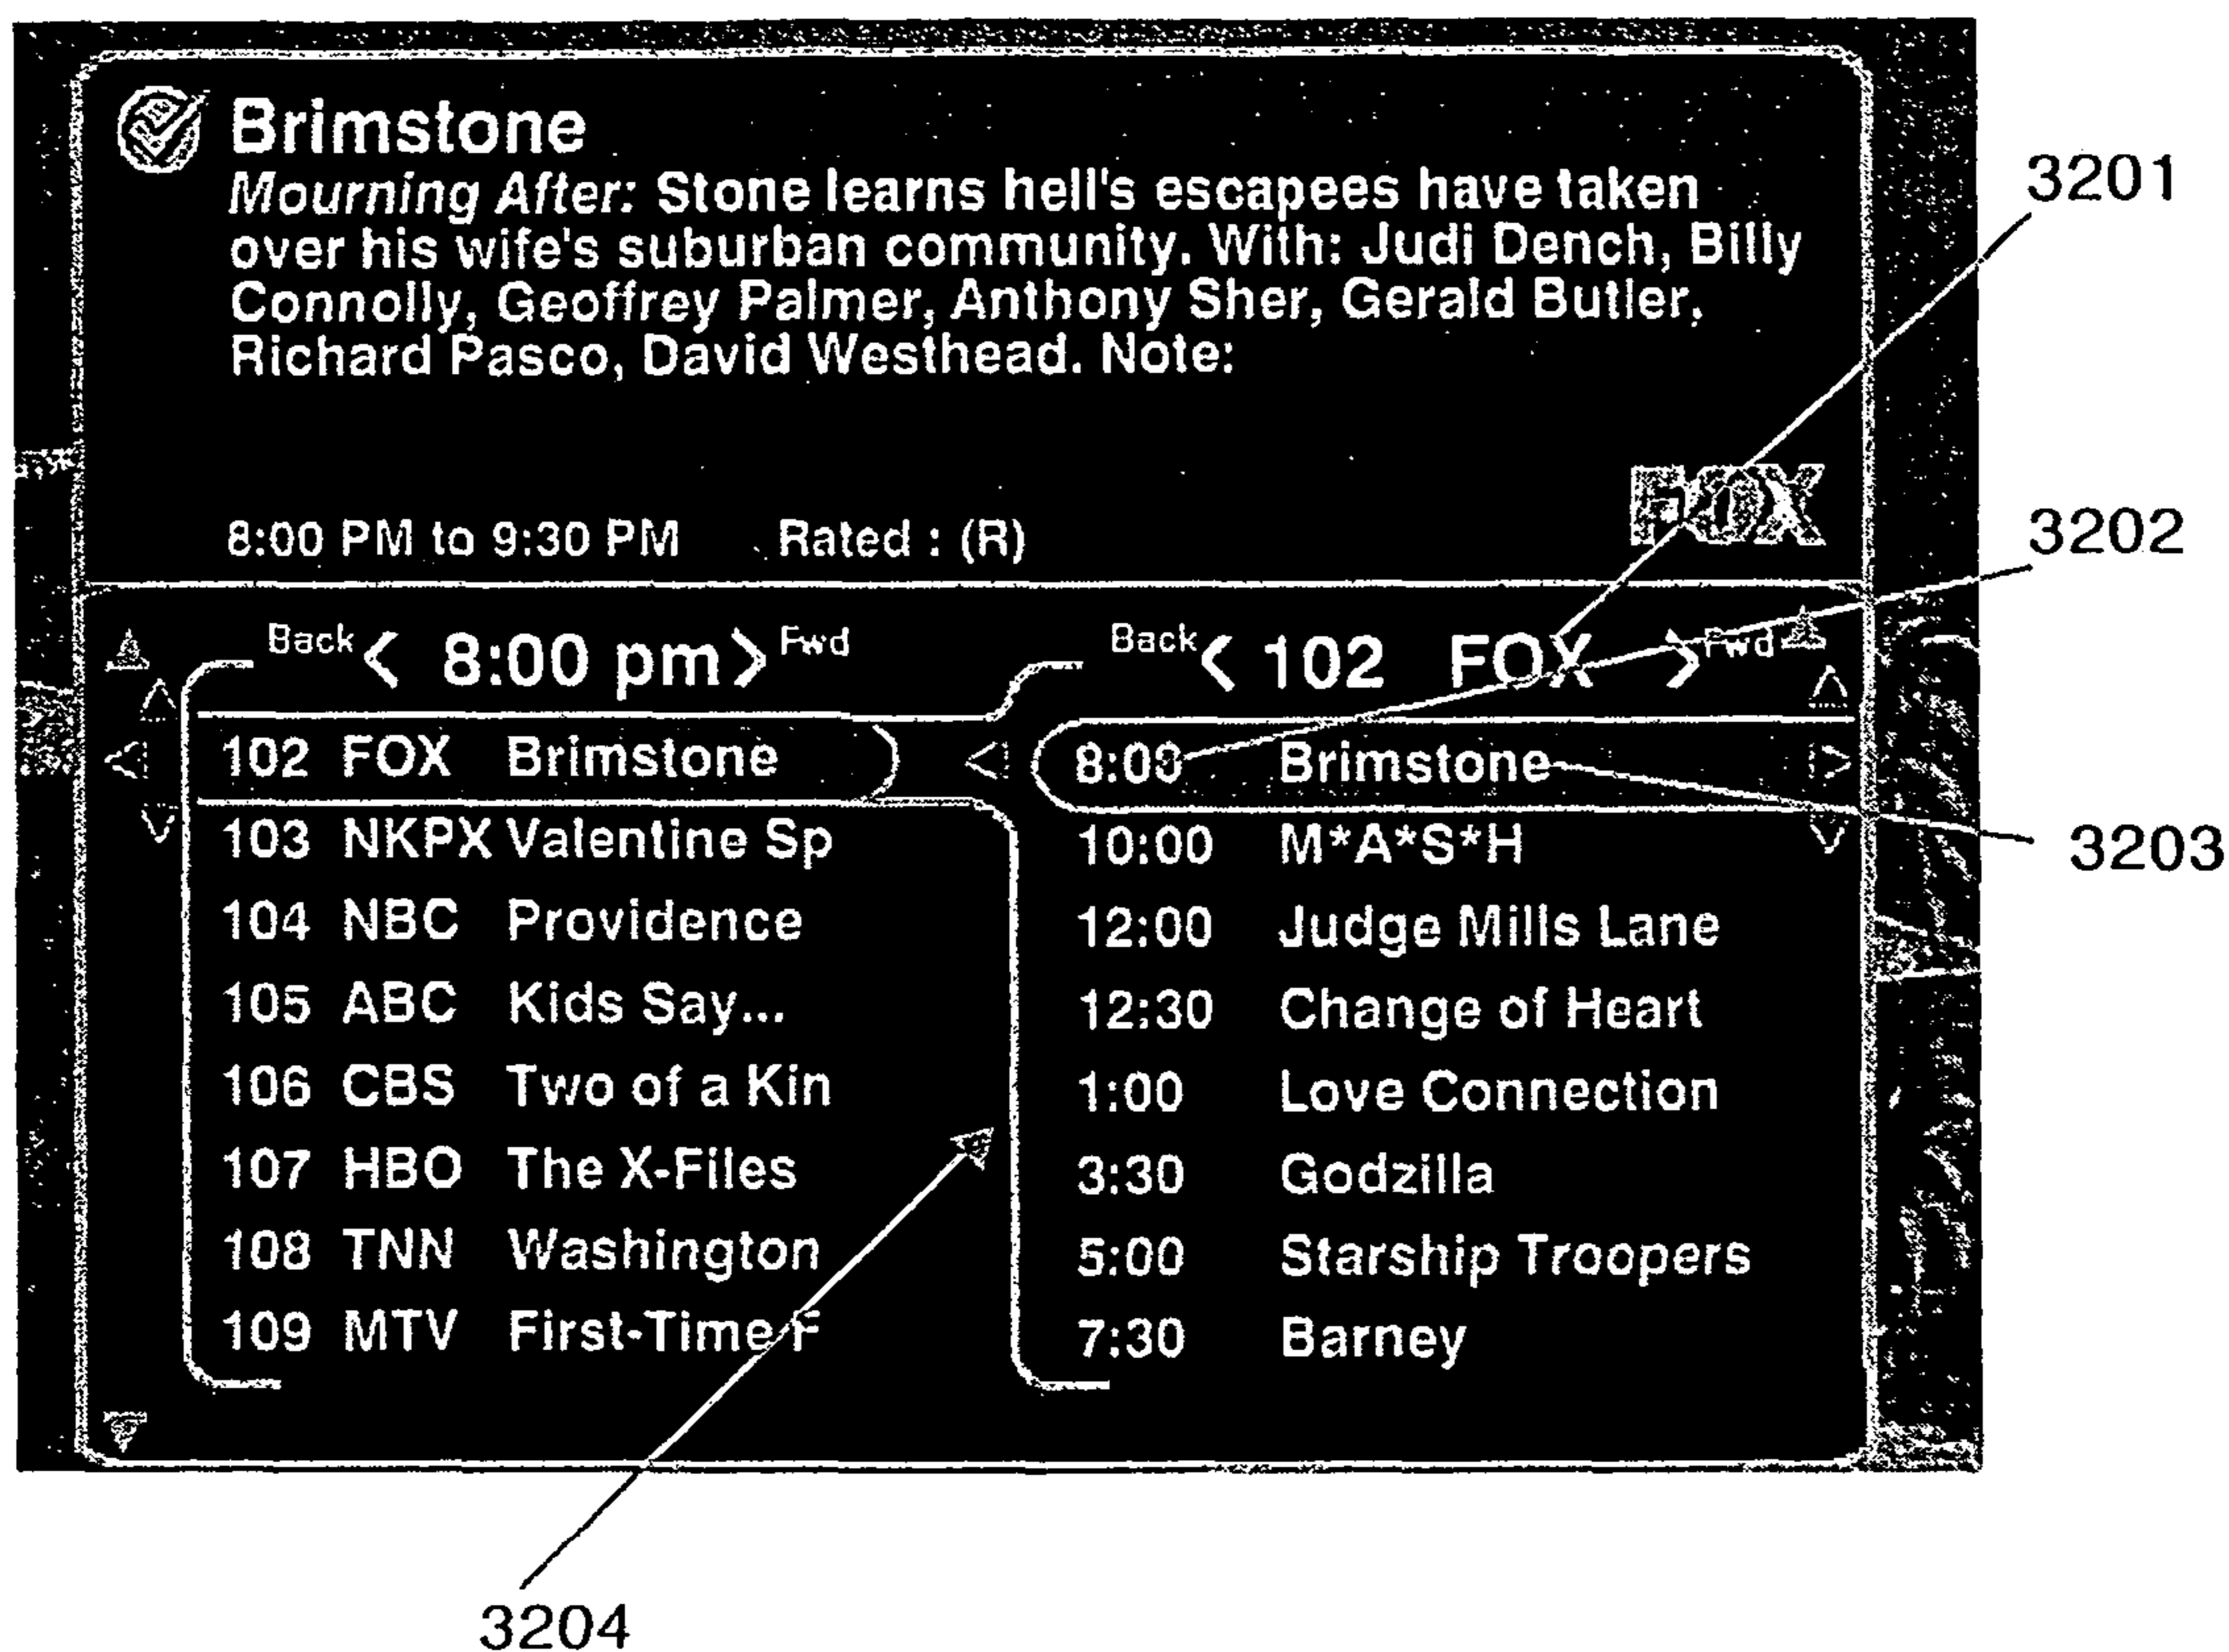 Brimstone
Mourning After: Stone learns hell's escapees have taken
over his wife's suburban community. With: Judi Dench, Billy
Connolly, Geoffrey Palmer, Anthony Sher, Gerald Butler,
Richard Pasco, David Westhead. Note:
FOX
8:00 PM to 9:30 PM Rated : (R)
Back < 8:00 pm > Fwd
102 FOX Brimstone
103 NKPX Valentine Sp
104 NBC Providence
105 ABC Kids Say...
106 CBS Two of a Kin
107 HBO The X-Files
108 TNN Washington
109 MTV First-Time F
Back < 102 FOX > Fwd
8:00 Brimstone
10:00 M*A*S*H
12:00 Judge Mills Lane
12:30 Change of Heart
1:00 Love Connection
3:30 Godzilla
5:00 Starship Troopers
7:30 Barney
3201
3202
3203
3204